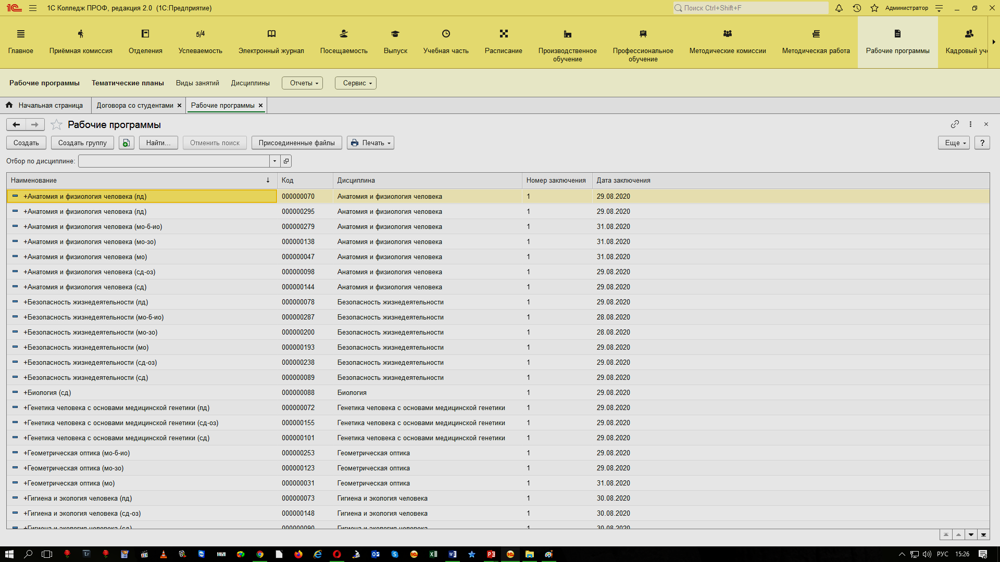 1С Колледж ПРОФ, редакция 2.0 (1С:Предприятие)
Поиск Ctrl+Shift+F
Администратор
Главное
Приёмная комиссия
Отделения
5/4
Успеваемость
Электронный журнал
Посещаемость
Выпуск
Учебная часть
Расписание
Производственное
обучение
Профессиональное
обучение
Методические комиссии
Методическая работа
Рабочие программы
Кадровый уч
Рабочие программы Тематические планы Виды занятий Дисциплины Отчеты Сервис
Начальная страница Договора со студентами Рабочие программы
Рабочие программы
Создать Создать группу Найти... Отменить поиск Присоединенные файлы Печать Еще ?
Отбор по дисциплине:
Наименование Код Дисциплина Номер заключения Дата заключения
+Анатомия и физиология человека (лд) 000000070 Анатомия и физиология человека 1 29.08.2020
+Анатомия и физиология человека (лд) 000000295 Анатомия и физиология человека 1 29.08.2020
+Анатомия и физиология человека (мо-б-ио) 000000279 Анатомия и физиология человека 1 31.08.2020
+Анатомия и физиология человека (мо-зо) 000000138 Анатомия и физиология человека 1 31.08.2020
+Анатомия и физиология человека (мо) 000000047 Анатомия и физиология человека 1 31.08.2020
+Анатомия и физиология человека (сд-оз) 000000098 Анатомия и физиология человека 1 29.08.2020
+Анатомия и физиология человека (сд) 000000144 Анатомия и физиология человека 1 29.08.2020
+Безопасность жизнедеятельности (лд) 000000078 Безопасность жизнедеятельности 1 29.08.2020
+Безопасность жизнедеятельности (мо-б-ио) 000000287 Безопасность жизнедеятельности 1 28.08.2020
+Безопасность жизнедеятельности (мо-зо) 000000200 Безопасность жизнедеятельности 1 28.08.2020
+Безопасность жизнедеятельности (мо) 000000193 Безопасность жизнедеятельности 1 29.08.2020
+Безопасность жизнедеятельности (сд-оз) 000000238 Безопасность жизнедеятельности 1 29.08.2020
+Безопасность жизнедеятельности (сд) 000000089 Безопасность жизнедеятельности 1 29.08.2020
+Биология (сд) 000000088 Биология 1 29.08.2020
+Генетика человека с основами медицинской генетики (лд) 000000072 Генетика человека с основами медицинской генетики 1 29.08.2020
+Генетика человека с основами медицинской генетики (сд-оз) 000000155 Генетика человека с основами медицинской генетики 1 29.08.2020
+Генетика человека с основами медицинской генетики (сд) 000000101 Генетика человека с основами медицинской генетики 1 29.08.2020
+Геометрическая оптика (мо-б-ио) 000000253 Геометрическая оптика 1 29.08.2020
+Геометрическая оптика (мо-зо) 000000123 Геометрическая оптика 1 29.08.2020
+Геометрическая оптика (мо) 000000031 Геометрическая оптика 1 31.08.2020
+Гигиена и экология человека (лд) 000000073 Гигиена и экология человека 1 30.08.2020
+Гигиена и экология человека (сд-оз) 000000148 Гигиена и экология человека 1 30.08.2020
+Гигиена и экология человека (сд) 000000090 Гигиена и экология человека 1 30.08.2020
РУС 15:26